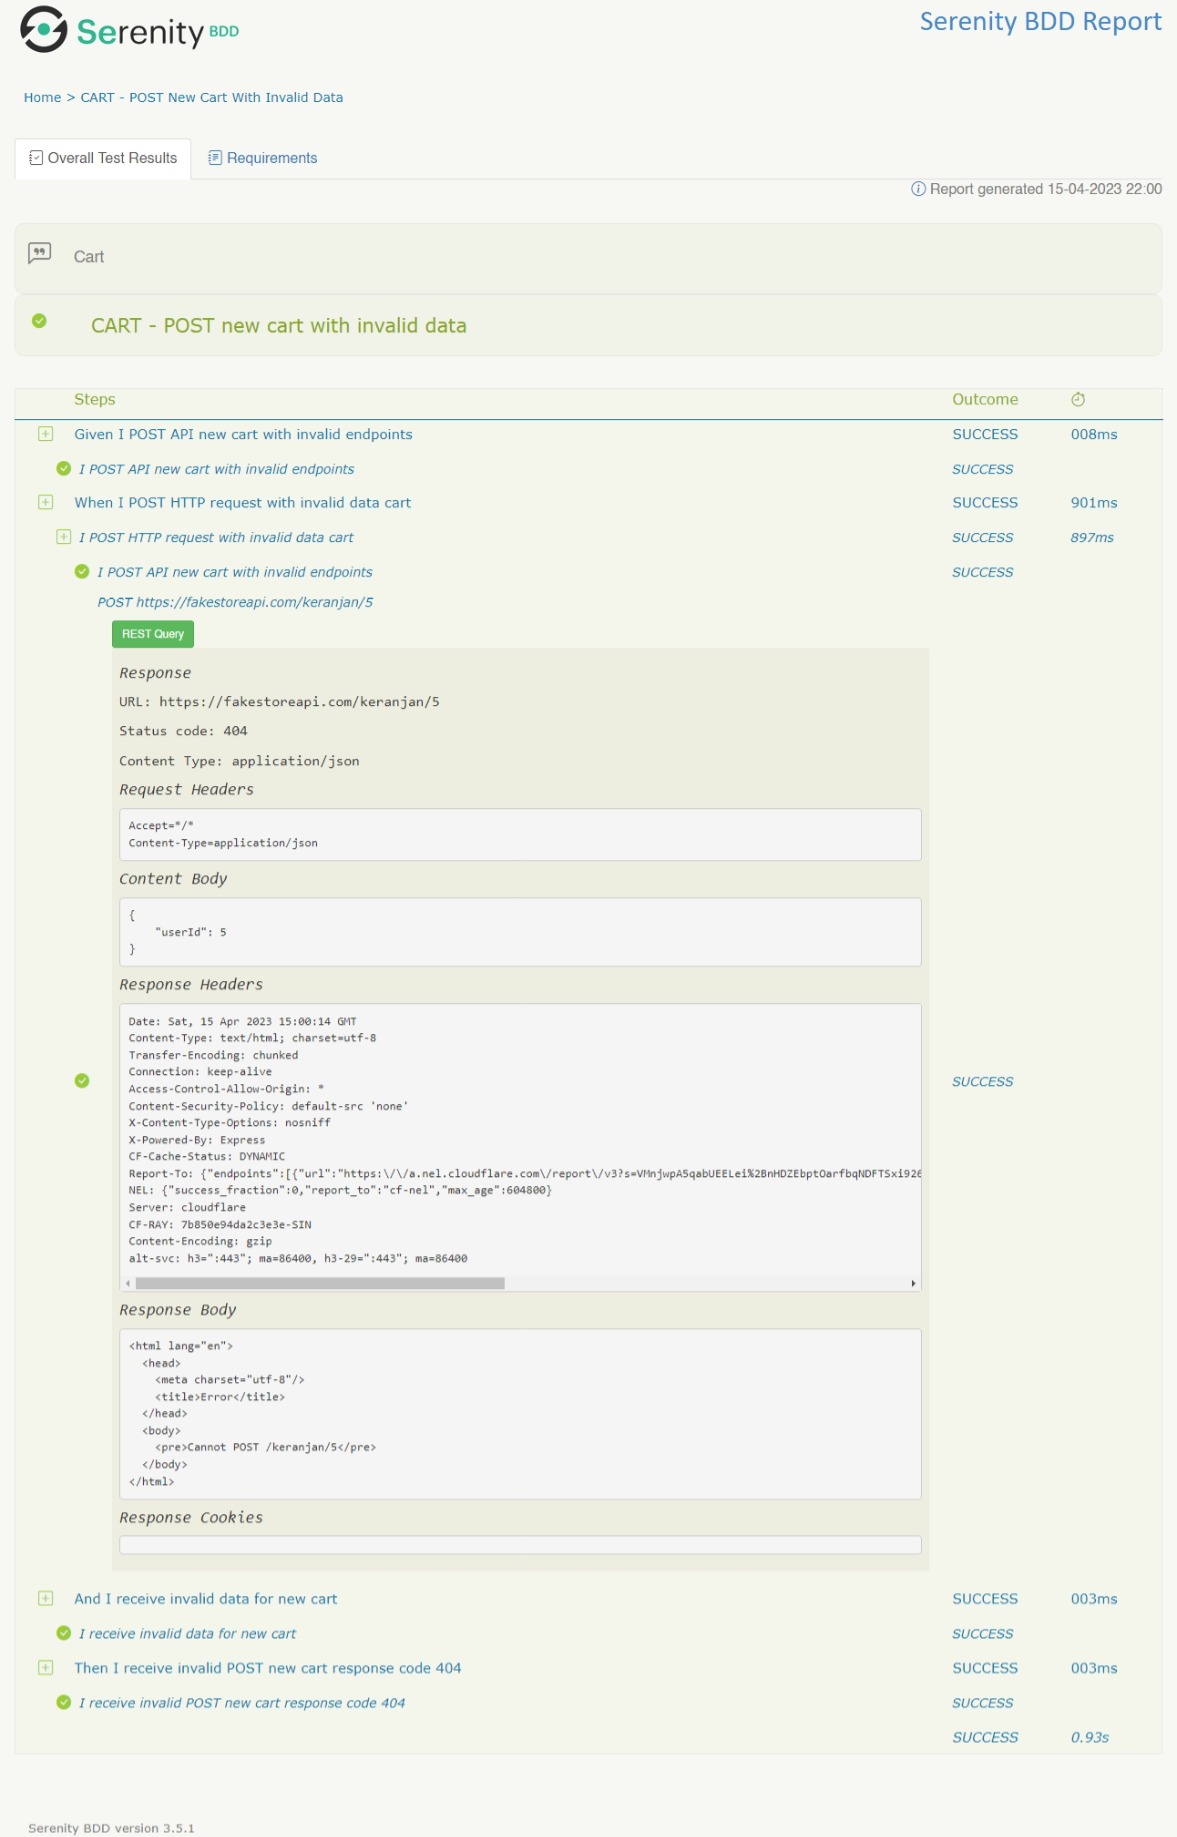 Serenity BDD
Serenity BDD Report
Home > CART - POST New Cart With Invalid Data
Overall Test Results
Requirements
Report generated 15-04-2023 22:00
Cart
CART - POST new cart with invalid data
Steps Outcome
Given I POST API new cart with invalid endpoints SUCCESS 008ms
I POST API new cart with invalid endpoints SUCCESS
When I POST HTTP request with invalid data cart SUCCESS 901ms
I POST HTTP request with invalid data cart SUCCESS 897ms
I POST API new cart with invalid endpoints SUCCESS
POST https://fakestoreapi.com/keranjan/5
REST Query
Response
URL: https://fakestoreapi.com/keranjan/5
Status code: 404
Content Type: application/json
Request Headers
Accept=*/*
Content-Type=application/json
Content Body
{
    "userId": 5
}
Response Headers
Date: Sat, 15 Apr 2023 15:00:14 GMT
Content-Type: text/html; charset=utf-8
Transfer-Encoding: chunked
Connection: keep-alive
Access-Control-Allow-Origin: *
Content-Security-Policy: default-src 'none'
X-Content-Type-Options: nosniff
X-Powered-By: Express
CF-Cache-Status: DYNAMIC
Report-To: {"endpoints":[{"url":"https:\/\/a.nel.cloudflare.com\/report\/v3?s=VMnjwpA5qabUEELei%2BnHDZEbptOarfbqNDFTSxi926
NEL: {"success_fraction":0,"report_to":"cf-nel","max_age":604800}
Server: cloudflare
CF-RAY: 7b850e94da2c3e3e-SIN
Content-Encoding: gzip
alt-svc: h3=":443"; ma=86400, h3-29=":443"; ma=86400
SUCCESS
Response Body
<html lang="en">
  <head>
    <meta charset="utf-8"/>
    <title>Error</title>
  </head>
  <body>
    <pre>Cannot POST /keranjan/5</pre>
  </body>
</html>
Response Cookies
And I receive invalid data for new cart SUCCESS 003ms
I receive invalid data for new cart SUCCESS
Then I receive invalid POST new cart response code 404 SUCCESS 003ms
I receive invalid POST new cart response code 404 SUCCESS
SUCCESS 0.93s
Serenity BDD version 3.5.1